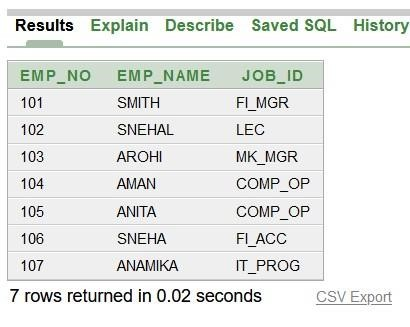 Results Explain Describe Saved SQL History
EMP_NO EMP_NAME JOB_ID
101 SMITH FI_MGR
102 SNEHAL LEC
103 AROHI MK_MGR
104 AMAN COMP_OP
105 ANITA COMP_OP
106 SNEHA FI_ACC
107 ANAMIKA IT_PROG
7 rows returned in 0.02 seconds CSV Export